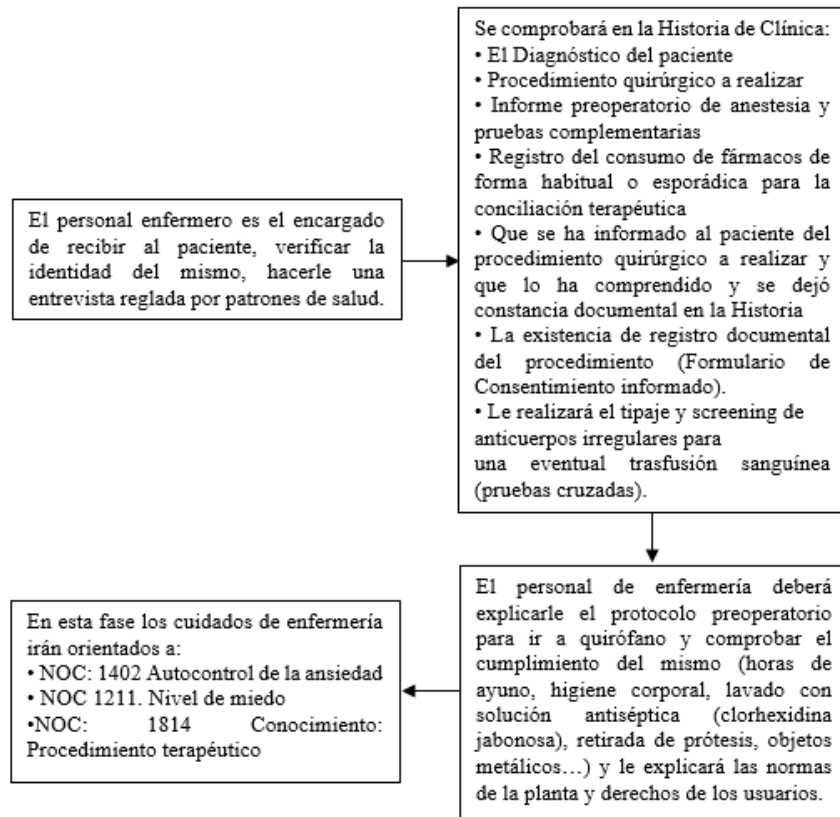 El personal enfermero es el encargado
de recibir al paciente, verificar la
identidad del mismo, hacerle una
entrevista reglada por patrones de salud.
Se comprobará en la Historia de Clínica:
• El Diagnóstico del paciente
• Procedimiento quirúrgico a realizar
• Informe preoperatorio de anestesia y
pruebas complementarias
• Registro del consumo de fármacos de
forma habitual o esporádica para la
conciliación terapéutica
• Que se ha informado al paciente del
procedimiento quirúrgico a realizar y
que lo ha comprendido y se dejó
constancia documental en la Historia
• La existencia de registro documental
del procedimiento (Formulario de
Consentimiento informado).
• Le realizará el tipaje y screening de
anticuerpos irregulares para
una eventual trasfusión sanguínea
(pruebas cruzadas).
El personal de enfermería deberá
explicarle el protocolo preoperatorio
para ir a quirófano y comprobar el
cumplimiento del mismo (horas de
ayuno, higiene corporal, lavado con
solución antiséptica (clorhexidina
jabonosa), retirada de prótesis, objetos
metálicos…) y le explicará las normas
de la planta y derechos de los usuarios.
En esta fase los cuidados de enfermería
irán orientados a:
• NOC: 1402 Autocontrol de la ansiedad
• NOC 1211. Nivel de miedo
•NOC: 1814 Conocimiento:
Procedimiento terapéutico